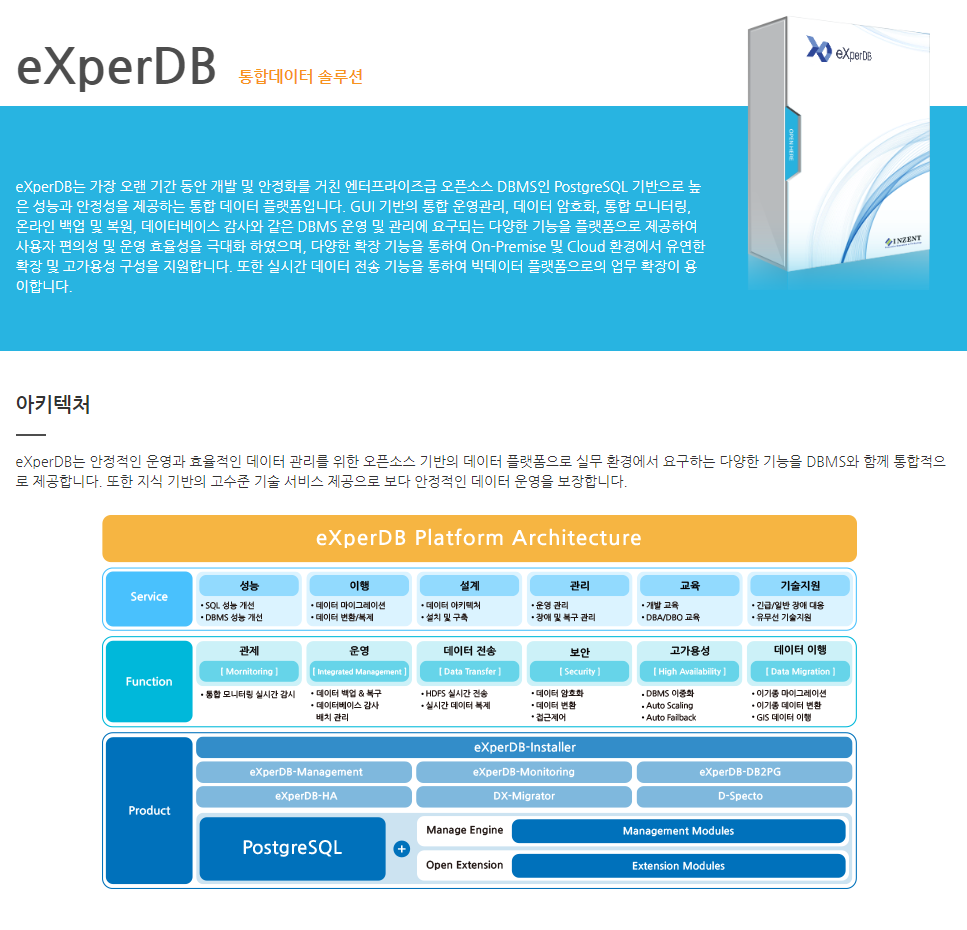 eXperDB 통합데이터 솔루션
eXperDB
OPEN HERE
INZENT
eXperDB는 가장 오랜 기간 동안 개발 및 안정화를 거친 엔터프라이즈급 오픈소스 DBMS인 PostgreSQL 기반으로 높
은 성능과 안정성을 제공하는 통합 데이터 플랫폼입니다. GUI 기반의 통합 운영관리, 데이터 암호화, 통합 모니터링,
온라인 백업 및 복원, 데이터베이스 감사와 같은 DBMS 운영 및 관리에 요구되는 다양한 기능을 플랫폼으로 제공하여
사용자 편의성 및 운영 효율성을 극대화 하였으며, 다양한 확장 기능을 통하여 On-Premise 및 Cloud 환경에서 유연한
확장 및 고가용성 구성을 지원합니다. 또한 실시간 데이터 전송 기능을 통하여 빅데이터 플랫폼으로의 업무 확장이 용
이합니다.
아키텍처
eXperDB는 안정적인 운영과 효율적인 데이터 관리를 위한 오픈소스 기반의 데이터 플랫폼으로 실무 환경에서 요구하는 다양한 기능을 DBMS와 함께 통합적으
로 제공합니다. 또한 지식 기반의 고수준 기술 서비스 제공으로 보다 안정적인 데이터 운영을 보장합니다.
eXperDB Platform Architecture
Service
성능
• SQL 성능 개선
• DBMS 성능 개선
이행
• 데이터 마이그레이션
• 데이터 변환/복제
설계
• 데이터 아키텍처
• 설치 및 구축
관리
• 운영 관리
• 장애 및 복구 관리
교육
• 개발 교육
• DBA/DBO 교육
기술지원
• 긴급/일반 장애 대응
• 유무선 기술지원
Function
관제
[ Mornitoring ]
• 통합 모니터링 실시간 감시
운영
[ Integrated Management ]
• 데이터 백업 & 복구
• 데이터베이스 감사
배치 관리
데이터 전송
[ Data Transfer ]
• HDFS 실시간 전송
• 실시간 데이터 복제
보안
[ Security ]
• 데이터 암호화
• 데이터 변환
• 접근제어
고가용성
[ High Availability ]
• DBMS 이중화
• Auto Scaling
• Auto Failback
데이터 이행
[ Data Migration ]
• 이기종 마이그레이션
• 이기종 데이터 변환
• GIS 데이터 이행
Product
eXperDB-Installer
eXperDB-Management
eXperDB-Monitoring
eXperDB-DB2PG
eXperDB-HA
DX-Migrator
D-Specto
PostgreSQL
+
Manage Engine
Management Modules
Open Extension
Extension Modules